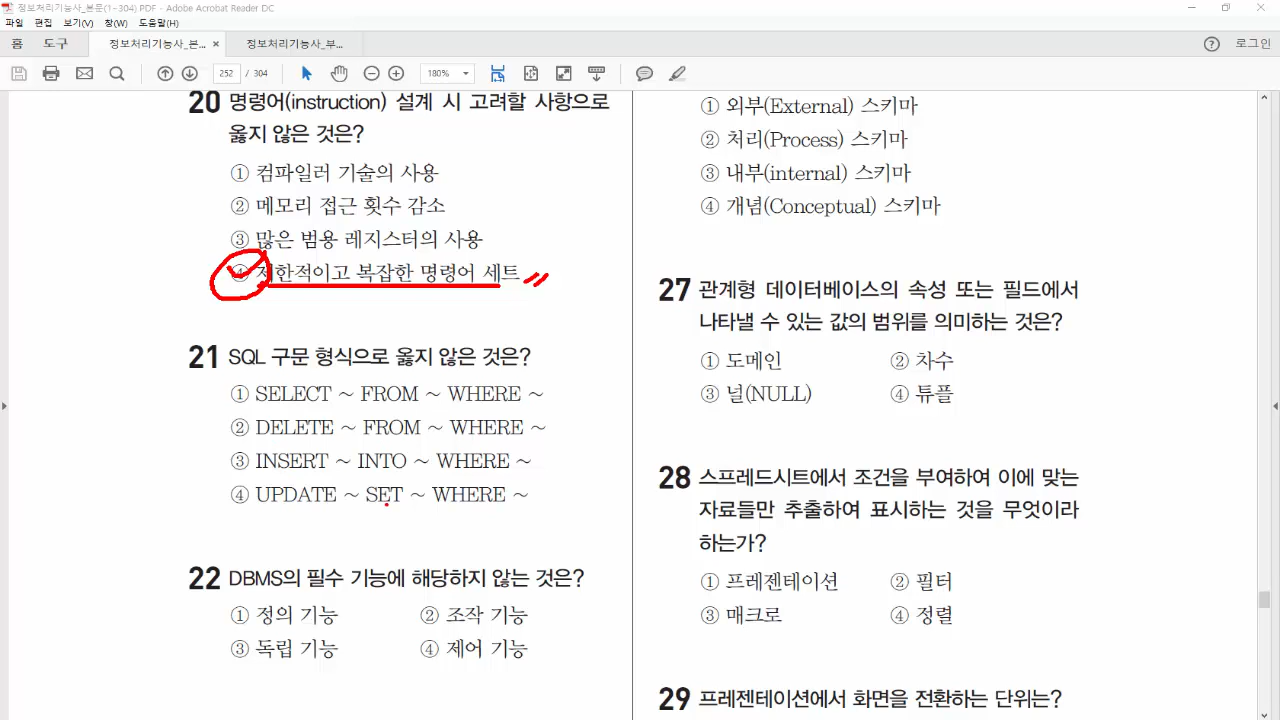 정보처리기능사_본문(1-304).PDF - Adobe Acrobat Reader DC
파일 편집 보기(V) 창(W) 도움말(H)
홈 도구 정보처리기능사_본... × 정보처리기능사_부... 로그인
252 / 304 180%
20 명령어(instruction) 설계 시 고려할 사항으로
옳지 않은 것은?
① 컴파일러 기술의 사용
② 메모리 접근 횟수 감소
③ 많은 범용 레지스터의 사용
④ 제한적이고 복잡한 명령어 세트
21 SQL 구문 형식으로 옳지 않은 것은?
① SELECT ~ FROM ~ WHERE ~
② DELETE ~ FROM ~ WHERE ~
③ INSERT ~ INTO ~ WHERE ~
④ UPDATE ~ SET ~ WHERE ~
22 DBMS의 필수 기능에 해당하지 않는 것은?
① 정의 기능 ② 조작 기능
③ 독립 기능 ④ 제어 기능
① 외부(External) 스키마
② 처리(Process) 스키마
③ 내부(internal) 스키마
④ 개념(Conceptual) 스키마
27 관계형 데이터베이스의 속성 또는 필드에서
나타낼 수 있는 값의 범위를 의미하는 것은?
① 도메인 ② 차수
③ 널(NULL) ④ 튜플
28 스프레드시트에서 조건을 부여하여 이에 맞는
자료들만 추출하여 표시하는 것을 무엇이라
하는가?
① 프레젠테이션 ② 필터
③ 매크로 ④ 정렬
29 프레젠테이션에서 화면을 전환하는 단위는?